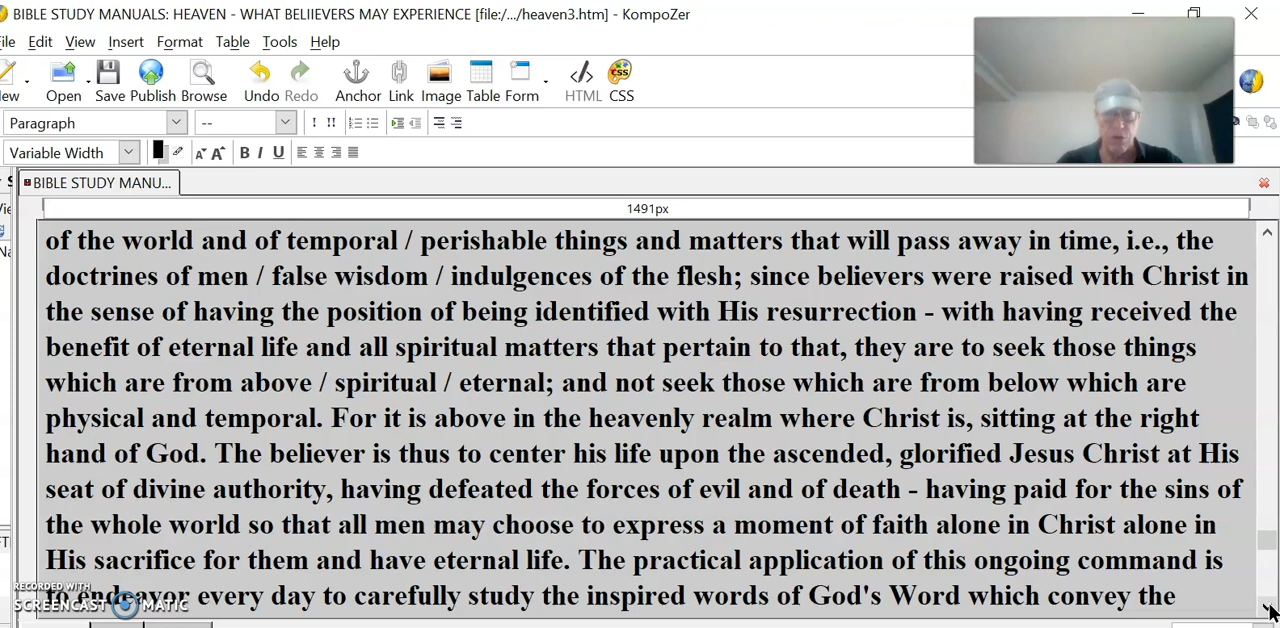 BIBLE STUDY MANUALS: HEAVEN - WHAT BELIIEVERS MAY EXPERIENCE [file:/.../heaven3.htm] - KompoZer
File Edit View Insert Format Table Tools Help
New Open Save Publish Browse Undo Redo Anchor Link Image Table Form HTML CSS
Paragraph -- ! !!
Variable Width A A B I U
BIBLE STUDY MANU...
1491px
of the world and of temporal / perishable things and matters that will pass away in time, i.e., the
doctrines of men / false wisdom / indulgences of the flesh; since believers were raised with Christ in
the sense of having the position of being identified with His resurrection - with having received the
benefit of eternal life and all spiritual matters that pertain to that, they are to seek those things
which are from above / spiritual / eternal; and not seek those which are from below which are
physical and temporal. For it is above in the heavenly realm where Christ is, sitting at the right
hand of God. The believer is thus to center his life upon the ascended, glorified Jesus Christ at His
seat of divine authority, having defeated the forces of evil and of death - having paid for the sins of
the whole world so that all men may choose to express a moment of faith alone in Christ alone in
His sacrifice for them and have eternal life. The practical application of this ongoing command is
to endeavor every day to carefully study the inspired words of God's Word which convey the
RECORDED WITH
SCREENCAST MATIC